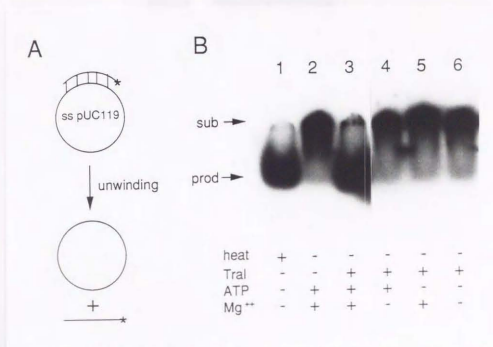 A
B
ss pUC119
*
unwinding
+
*
1 2 3 4 5 6
sub
prod
heat + - - - - -
TraI - - + + + +
ATP - + + + - -
Mg++ - + + - + -